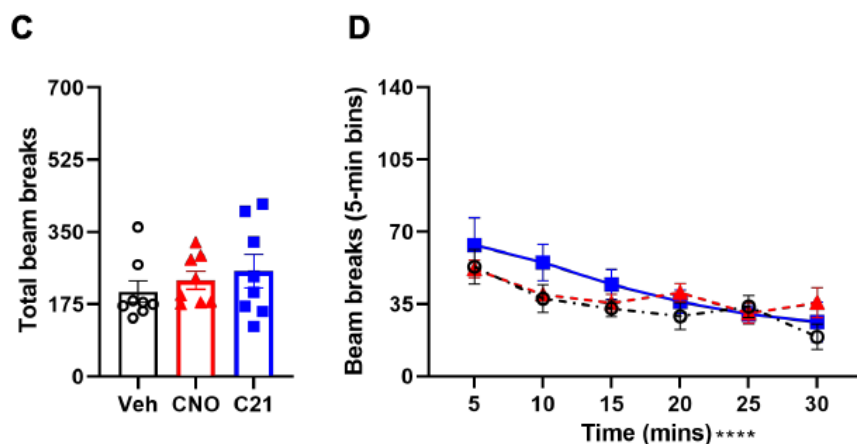 C
Total beam breaks
700
525
350
175
0
Veh CNO C21
D
Beam breaks (5-min bins)
140
105
70
35
0
5 10 15 20 25 30
Time (mins) ****